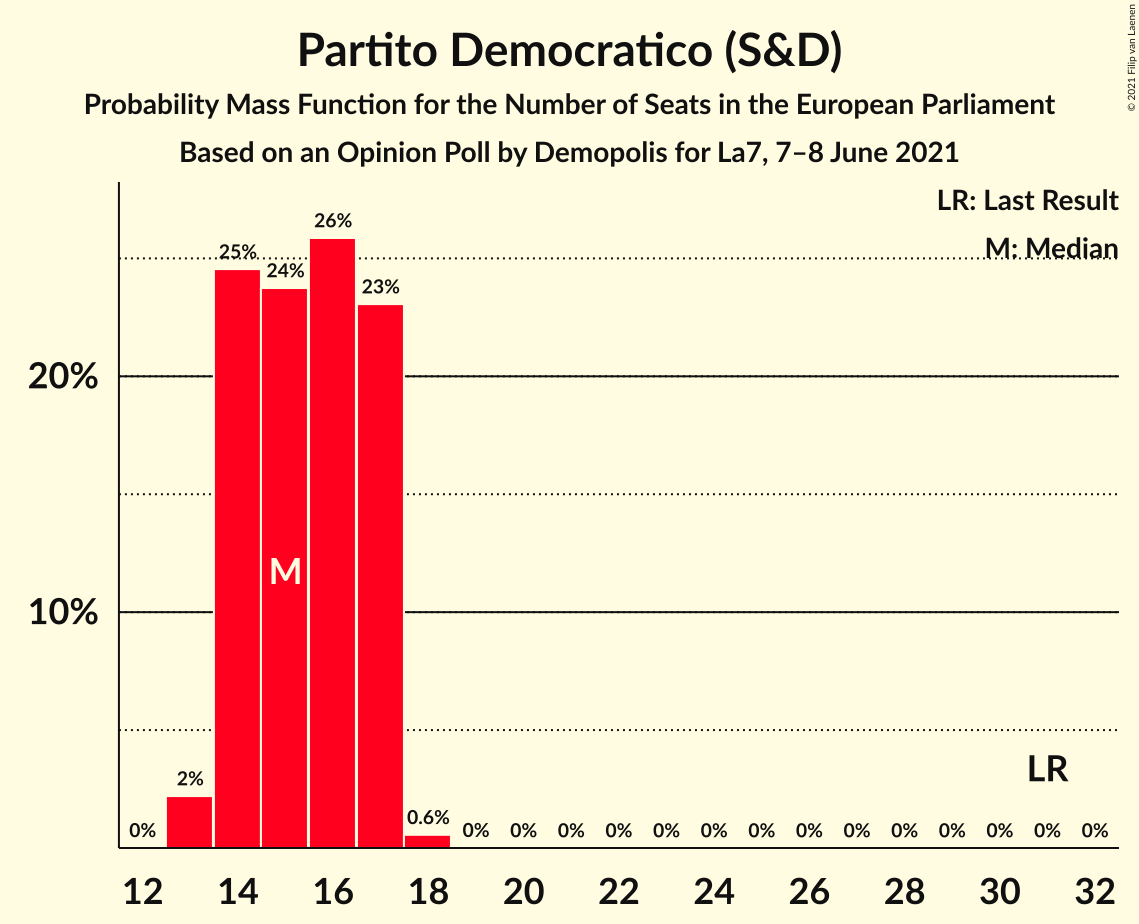 Partito Democratico (S&D)
Probability Mass Function for the Number of Seats in the European Parliament
Based on an Opinion Poll by Demopolis for La7, 7–8 June 2021
© 2021 Filip van Laenen
LR: Last Result
M: Median
26%
25%
24%
23%
20%
M
10%
LR
2%
0.6%
0% 0% 0% 0% 0% 0% 0% 0% 0% 0% 0% 0% 0% 0% 0%
12 14 16 18 20 22 24 26 28 30 32